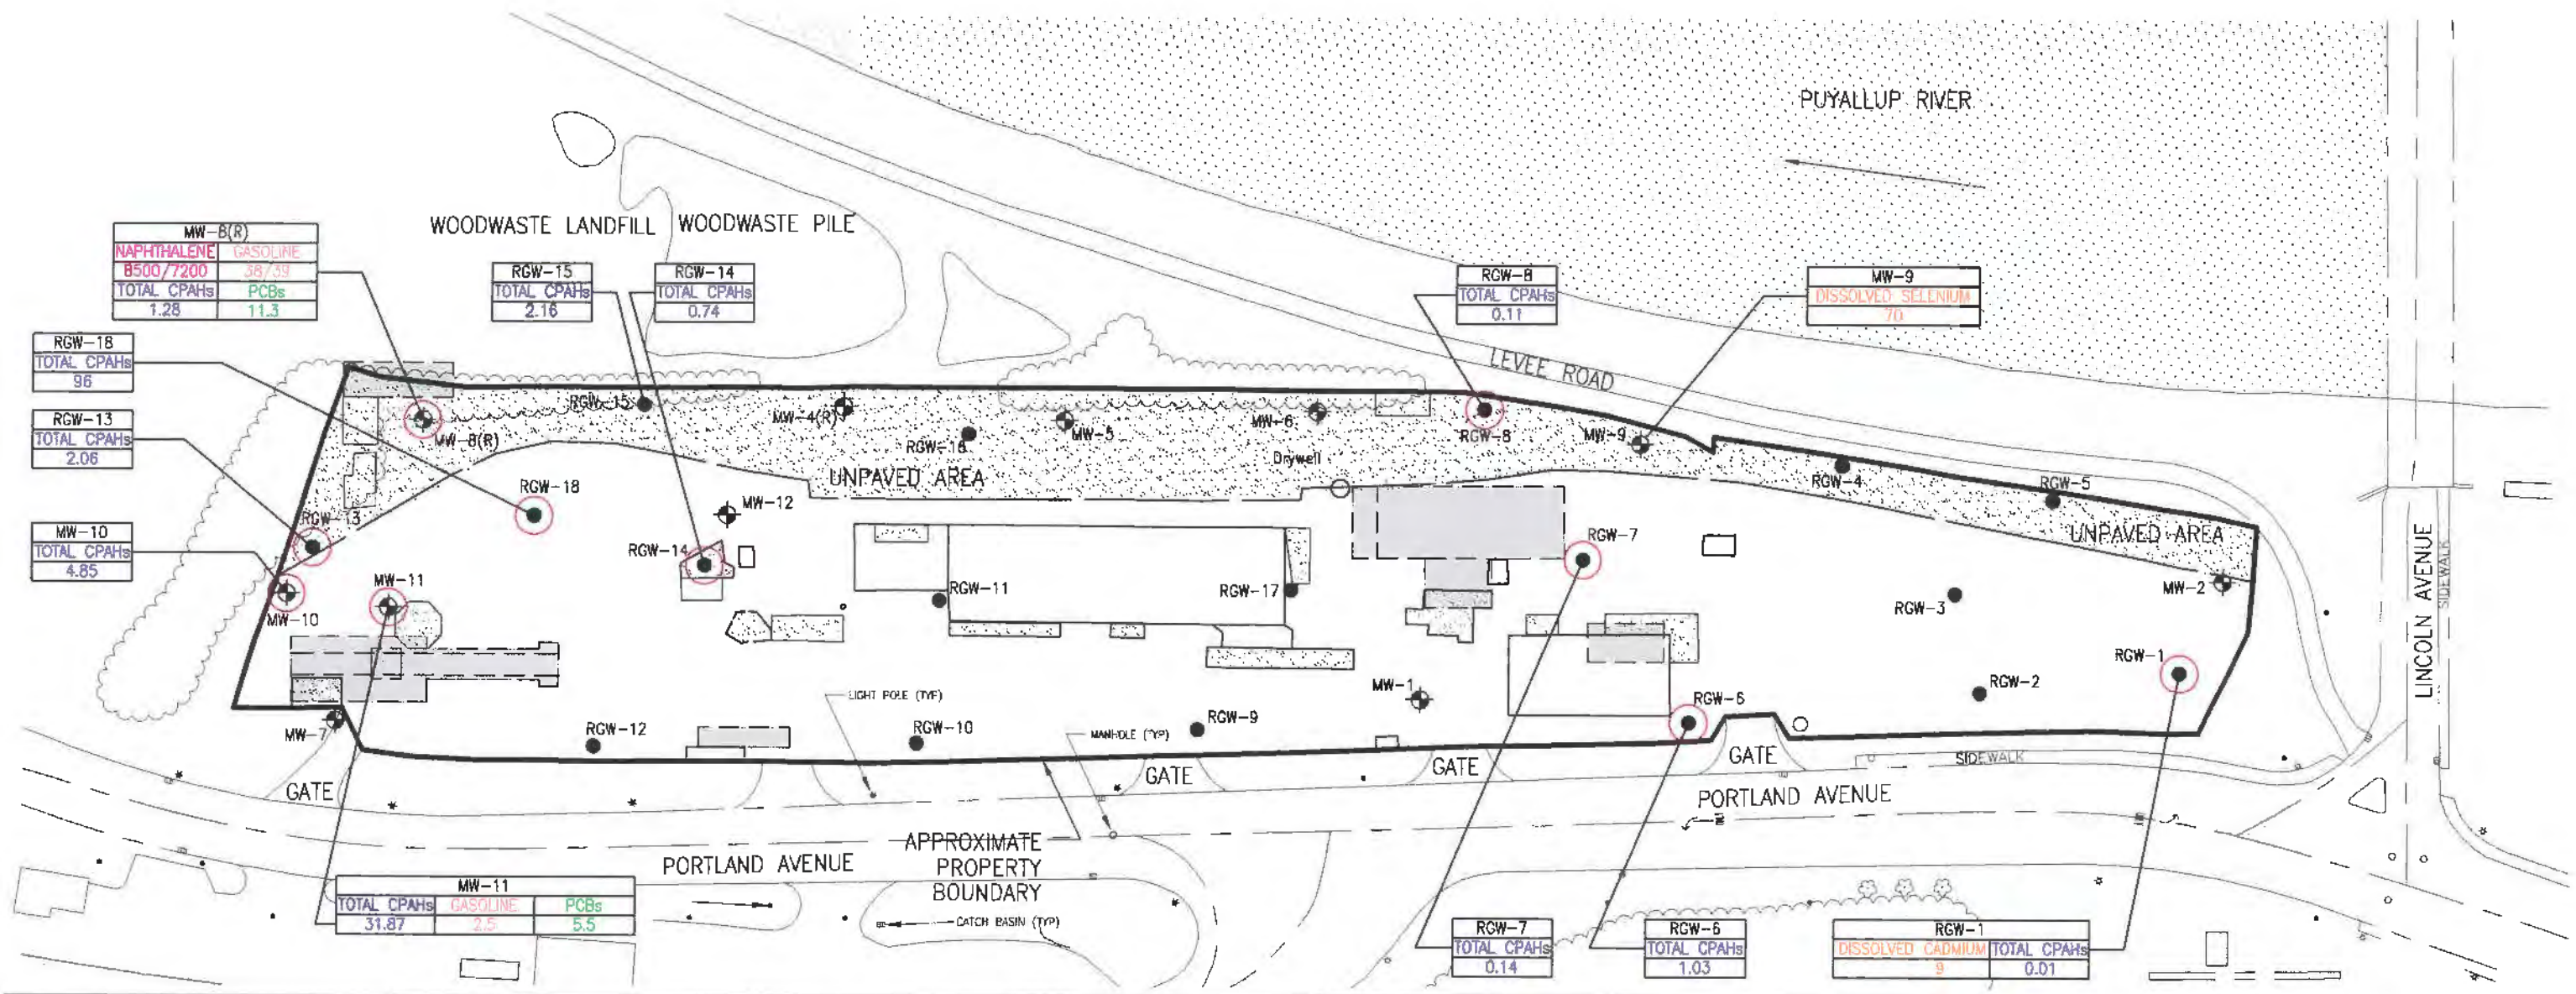 PUYALLUP RIVER
WOODWASTE LANDFILL
WOODWASTE PILE
MW-8(R)
NAPHTHALENE GASOLINE
8500/7200 38/39
TOTAL CPAHs PCBs
1.28 11.3
RGW-15
TOTAL CPAHs
2.16
RGW-14
TOTAL CPAHs
0.74
RGW-8
TOTAL CPAHs
0.11
MW-9
DISSOLVED SELENIUM
70
RGW-18
TOTAL CPAHs
96
RGW-13
TOTAL CPAHs
2.06
MW-10
TOTAL CPAHs
4.85
LEVEE ROAD
RGW-15
MW-4(R)
RGW-16
MW-5
MW-6
RGW-8
MW-9
MW-8(R)
Drywell
UNPAVED AREA
RGW-4
RGW-5
UNPAVED AREA
RGW-18
MW-12
RGW-13
RGW-14
RGW-7
MW-11
MW-10
RGW-11
RGW-17
RGW-3
MW-2
RGW-1
RGW-2
MW-1
RGW-6
LIGHT POLE (TYP)
MW-7
RGW-12
RGW-10
RGW-9
MANHOLE (TYP)
GATE
GATE
GATE
GATE
SIDEWALK
SIDEWALK
LINCOLN AVENUE
PORTLAND AVENUE
PORTLAND AVENUE
APPROXIMATE
PROPERTY
BOUNDARY
CATCH BASIN (TYP)
MW-11
TOTAL CPAHs GASOLINE PCBs
31.87 2.5 5.5
RGW-7
TOTAL CPAHs
0.14
RGW-6
TOTAL CPAHs
1.03
RGW-1
DISSOLVED CADMIUM TOTAL CPAHs
9 0.01